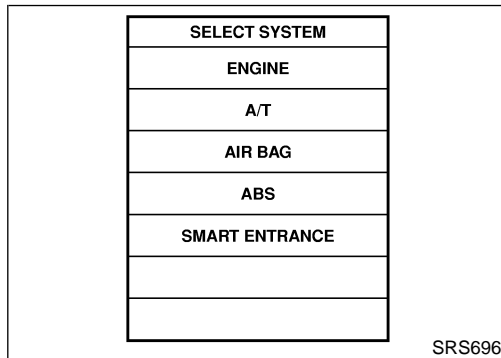 SELECT SYSTEM
ENGINE
A/T
AIR BAG
ABS
SMART ENTRANCE
SRS696